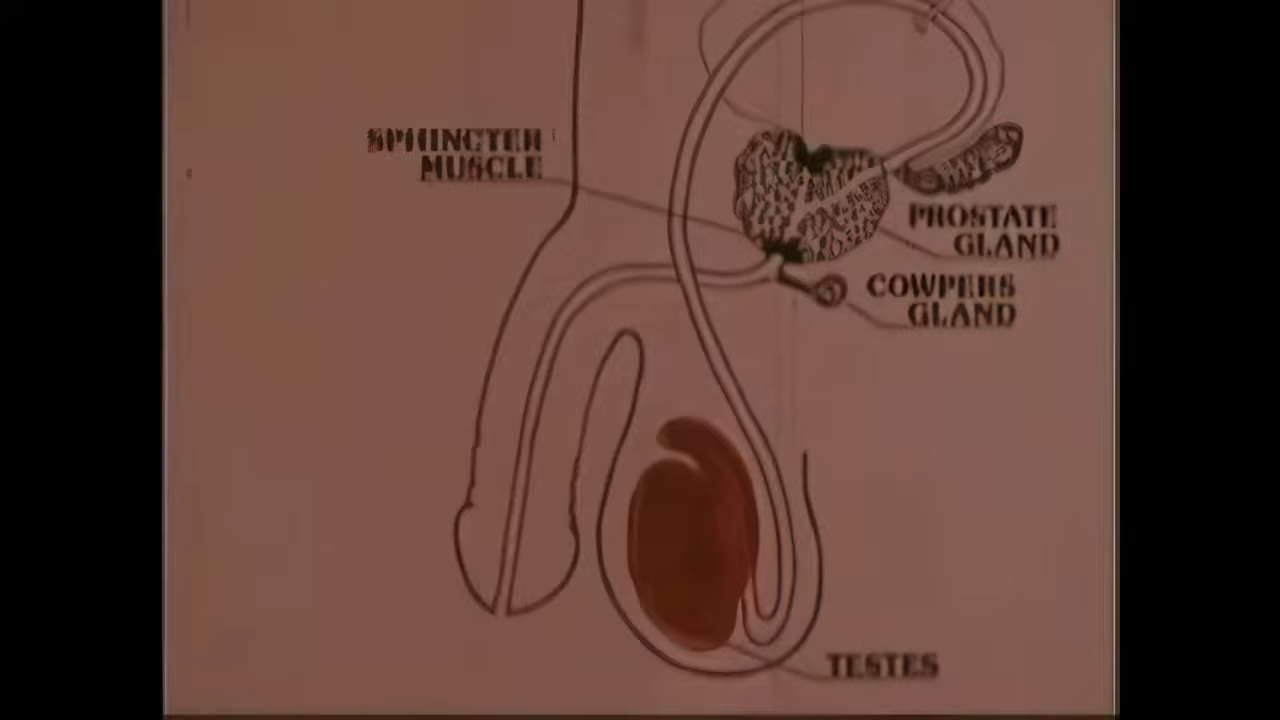 SPHINCTER
MUSCLE
PROSTATE
GLAND
COWPERS
GLAND
TESTES